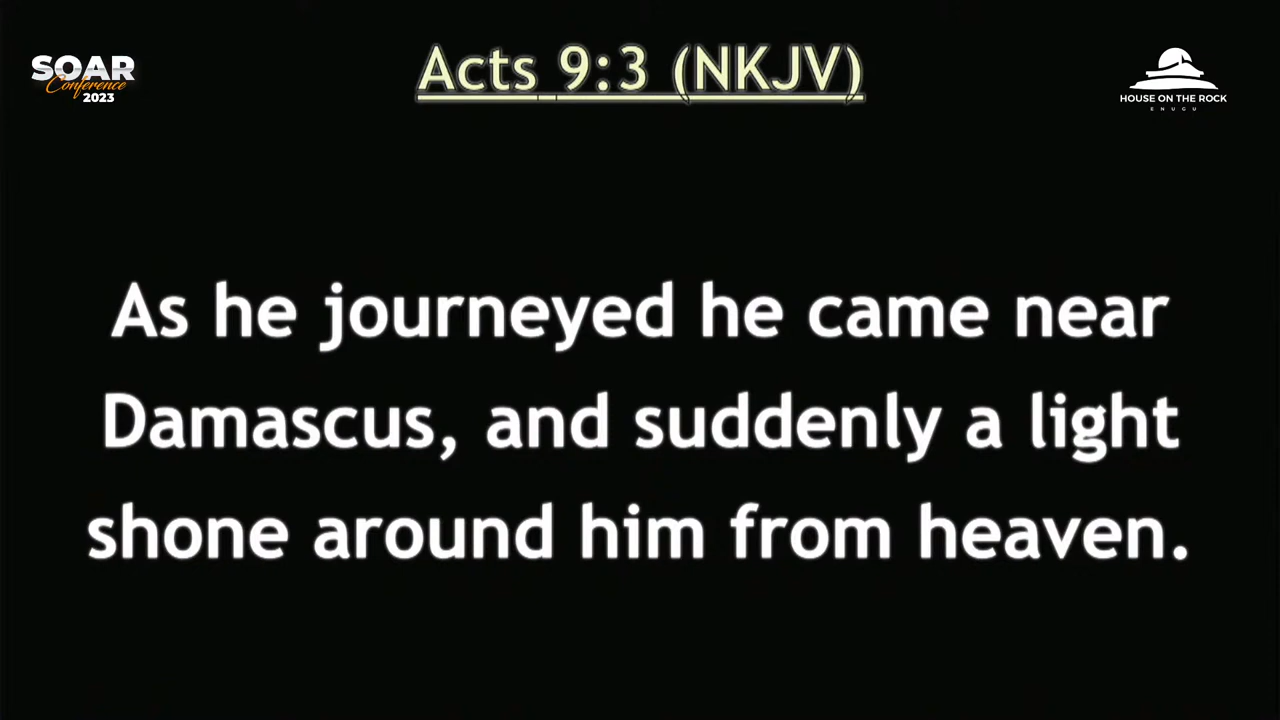 SOAR
Conference
2023
Acts 9:3 (NKJV)
HOUSE ON THE ROCK
ENUGU
As he journeyed he came near
Damascus, and suddenly a light
shone around him from heaven.